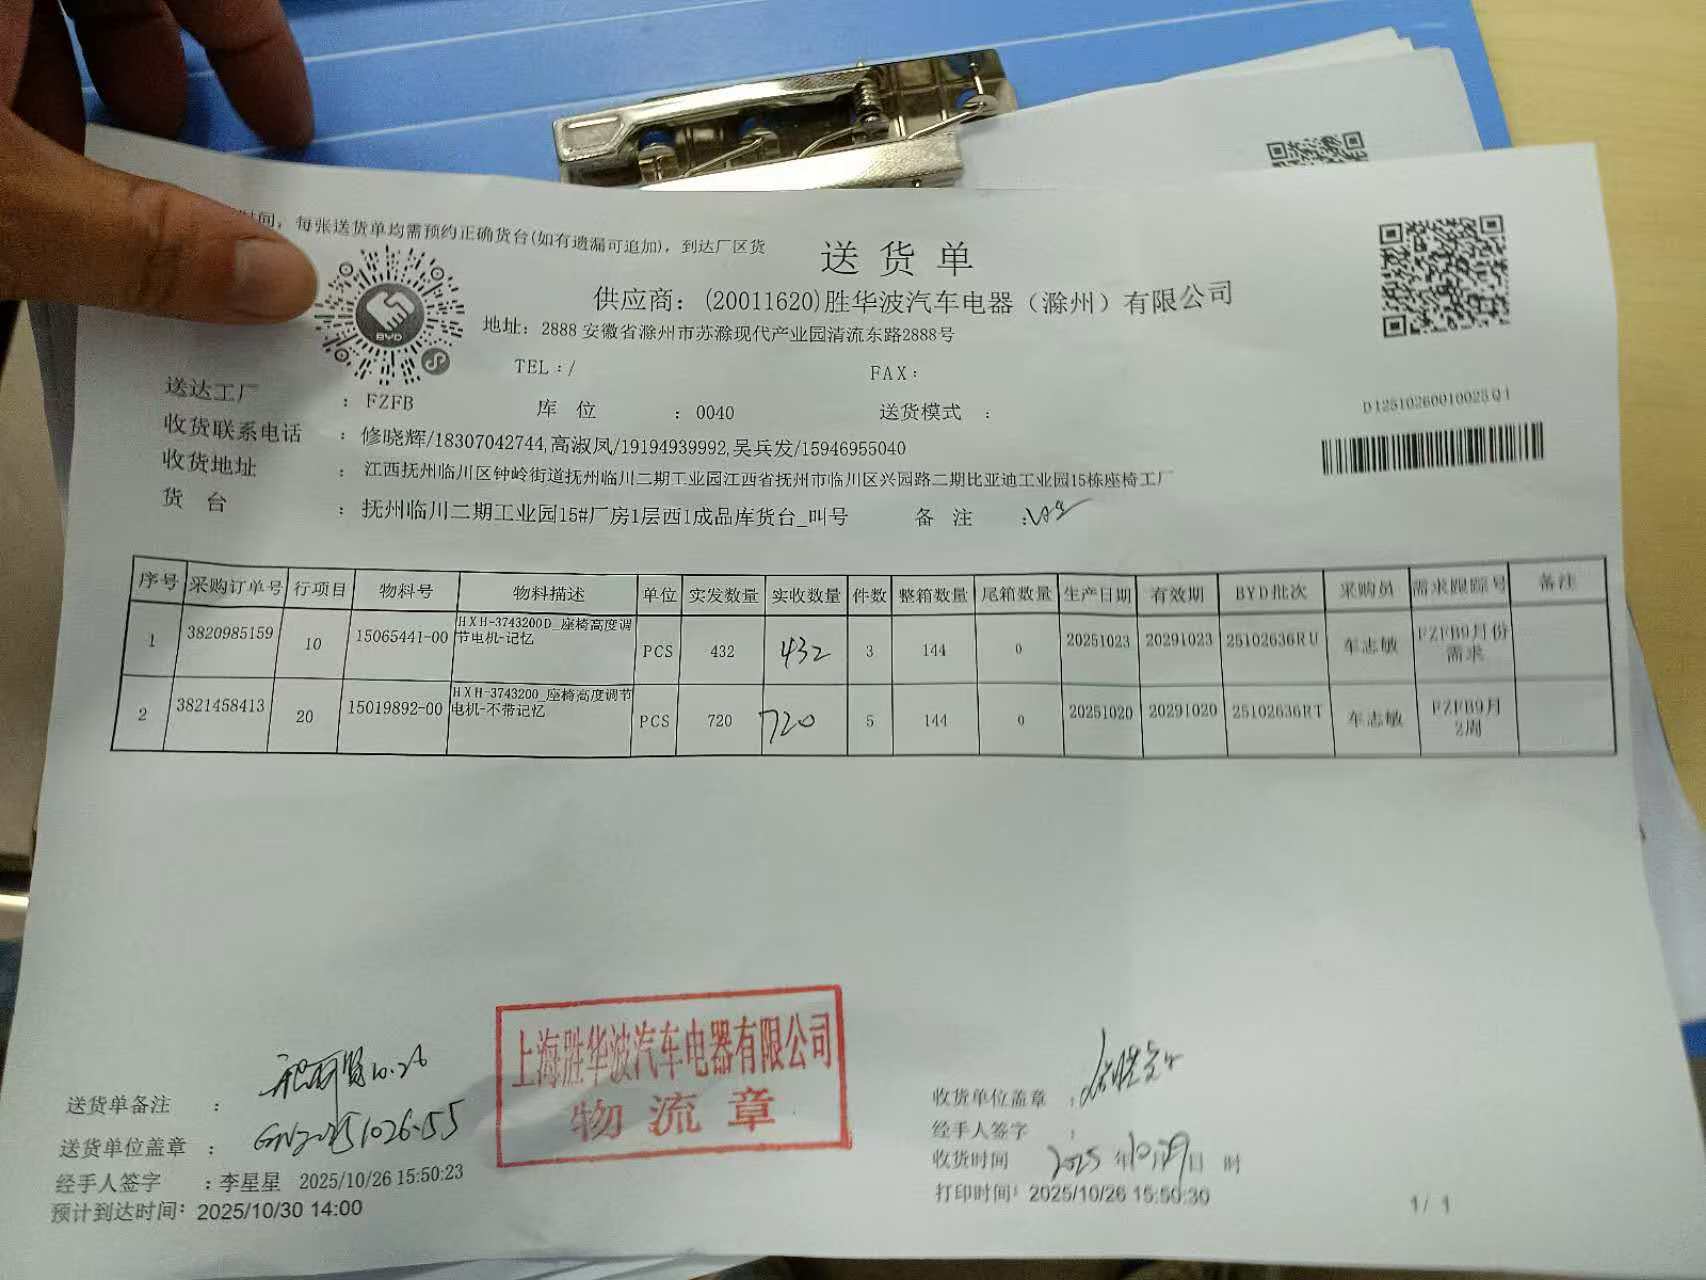 时间，每张送货单均需预约正确货台(如有遗漏可追加)，到达厂区货
送货单
供应商：(20011620)胜华波汽车电器（滁州）有限公司
地址：2888 安徽省滁州市苏滁现代产业园清流东路2888号
BYD
TEL：/ FAX：
送达工厂 ：FZFB 库 位 ：0040 送货模式 ：
D12510260010023Q1
收货联系电话 ：修晓辉/18307042744,高淑凤/19194939992,吴兵发/15946955040
收货地址 ：江西抚州临川区钟岭街道抚州临川二期工业园江西省抚州市临川区兴园路二期比亚迪工业园15栋座椅工厂
货 台 ：抚州临川二期工业园15#厂房1层西1成品库货台_叫号 备 注 ：
序号 采购订单号 行项目 物料号 物料描述 单位 实发数量 实收数量 件数 整箱数量 尾箱数量 生产日期 有效期 BYD批次 采购员 需求跟踪号 备注
1 3820985159 10 15065441-00 HXH-3743200D_座椅高度调节电机-记忆 PCS 432 432 3 144 0 20251023 20291023 25102636RU 车志敏 FZFB9月份需求
2 3821458413 20 15019892-00 HXH-3743200_座椅高度调节电机-不带记忆 PCS 720 720 5 144 0 20251020 20291020 25102636RT 车志敏 FZFB9月2周
上海胜华波汽车电器有限公司
物流章
10.26
送货单备注 ：
送货单位盖章 ：
经手人签字 ：李星星 2025/10/26 15:50:23
预计到达时间：2025/10/30 14:00
收货单位盖章 ：
经手人签字 ：
收货时间 2025年10月29日 时
打印时间：2025/10/26 15:50:30
1/ 1